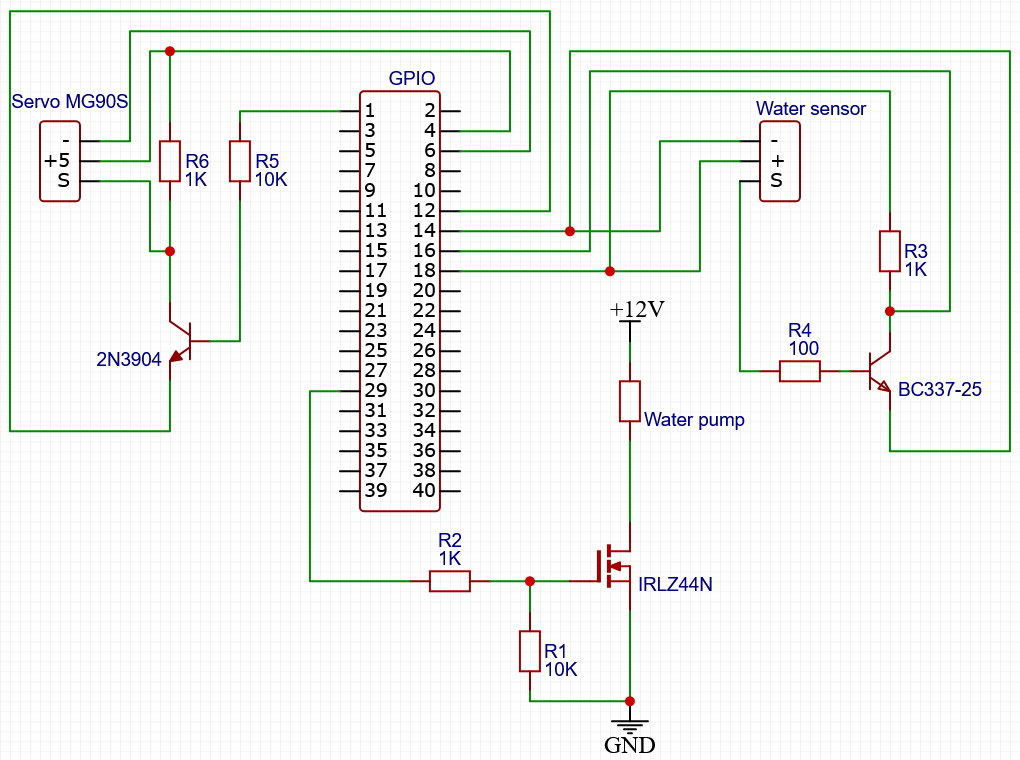 GPIO
Servo MG90S
-
+5
S
R6
1K
R5
10K
1 2
3 4
5 6
7 8
9 10
11 12
13 14
15 16
17 18
19 20
21 22
23 24
25 26
27 28
29 30
31 32
33 34
35 36
37 38
39 40
Water sensor
-
+
S
R3
1K
+12V
R4
100
2N3904
BC337-25
Water pump
R2
1K
IRLZ44N
R1
10K
GND